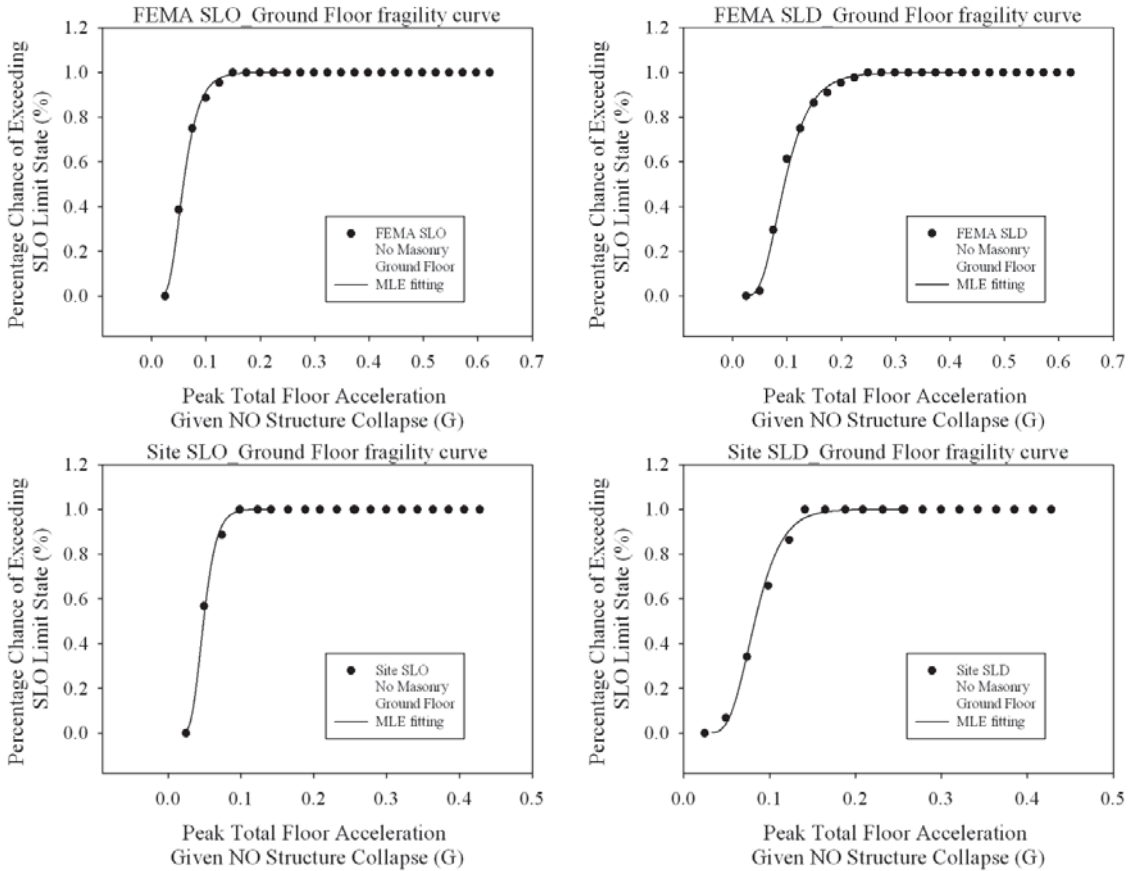 FEMA SLO_Ground Floor fragility curve
Percentage Chance of Exceeding
SLO Limit State (%)
1.2
1.0
0.8
0.6
0.4
0.2
0.0
FEMA SLO
No Masonry
Ground Floor
MLE fitting
0.0 0.1 0.2 0.3 0.4 0.5 0.6 0.7
Peak Total Floor Acceleration
Given NO Structure Collapse (G)
FEMA SLD_Ground Floor fragility curve
Percentage Chance of Exceeding
SLO Limit State (%)
1.2
1.0
0.8
0.6
0.4
0.2
0.0
FEMA SLD
No Masonry
Ground Floor
MLE fitting
0.0 0.1 0.2 0.3 0.4 0.5 0.6 0.7
Peak Total Floor Acceleration
Given NO Structure Collapse (G)
Site SLO_Ground Floor fragility curve
Percentage Chance of Exceeding
SLO Limit State (%)
1.2
1.0
0.8
0.6
0.4
0.2
0.0
Site SLO
No Masonry
Ground Floor
MLE fitting
0.0 0.1 0.2 0.3 0.4 0.5
Peak Total Floor Acceleration
Given NO Structure Collapse (G)
Site SLD_Ground Floor fragility curve
Percentage Chance of Exceeding
SLO Limit State (%)
1.2
1.0
0.8
0.6
0.4
0.2
0.0
Site SLD
No Masonry
Ground Floor
MLE fitting
0.0 0.1 0.2 0.3 0.4 0.5
Peak Total Floor Acceleration
Given NO Structure Collapse (G)